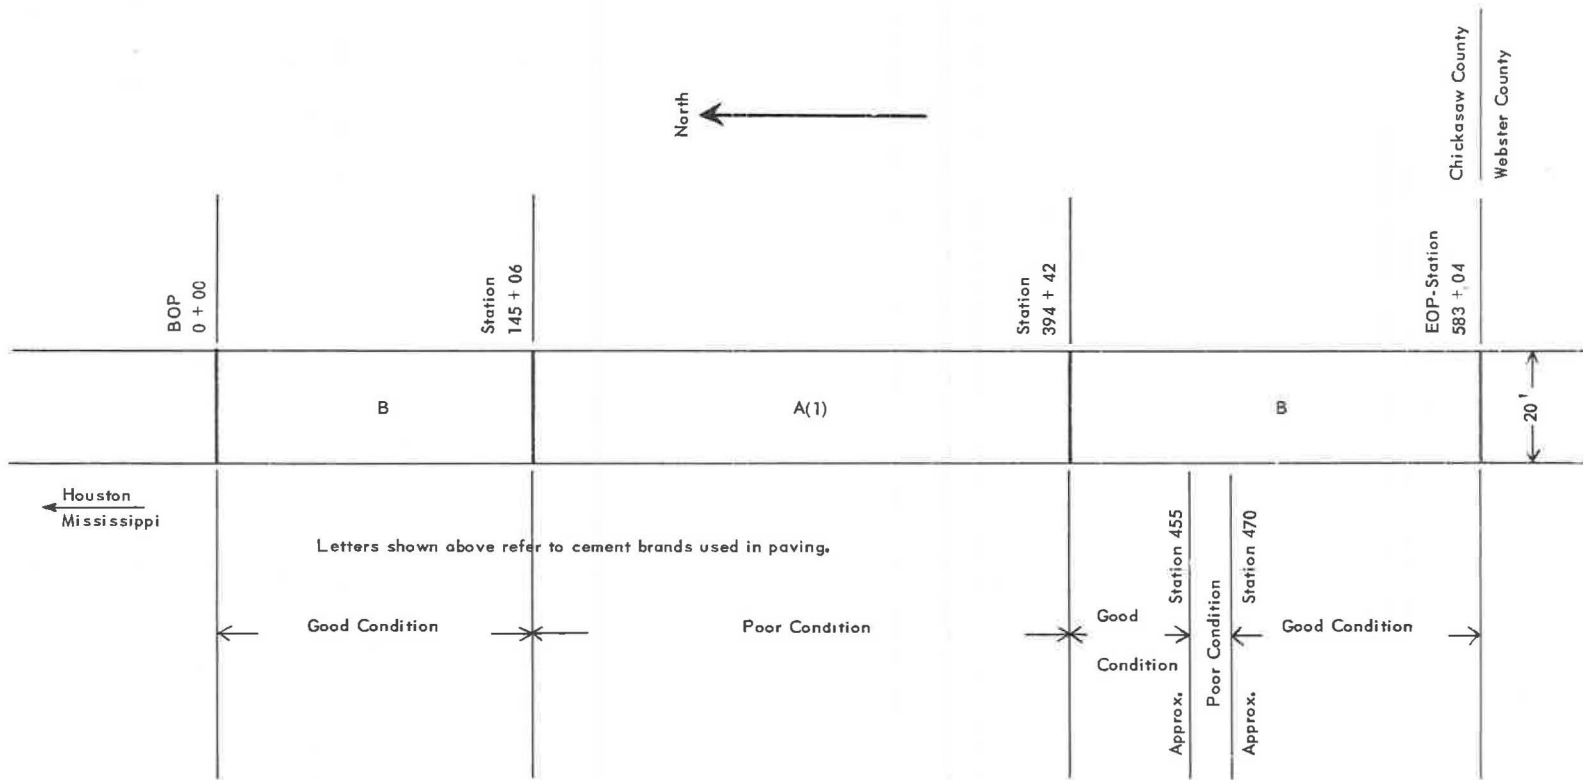 North
Chickasaw County
Webster County
BOP
0 + 00
Station
145 + 06
Station
394 + 42
EOP-Station
583 + 04
B
A(1)
B
20'
Houston
Mississippi
Letters shown above refer to cement brands used in paving.
Good Condition
Poor Condition
Good
Condition
Approx. Station 455
Poor Condition
Approx. Station 470
Good Condition